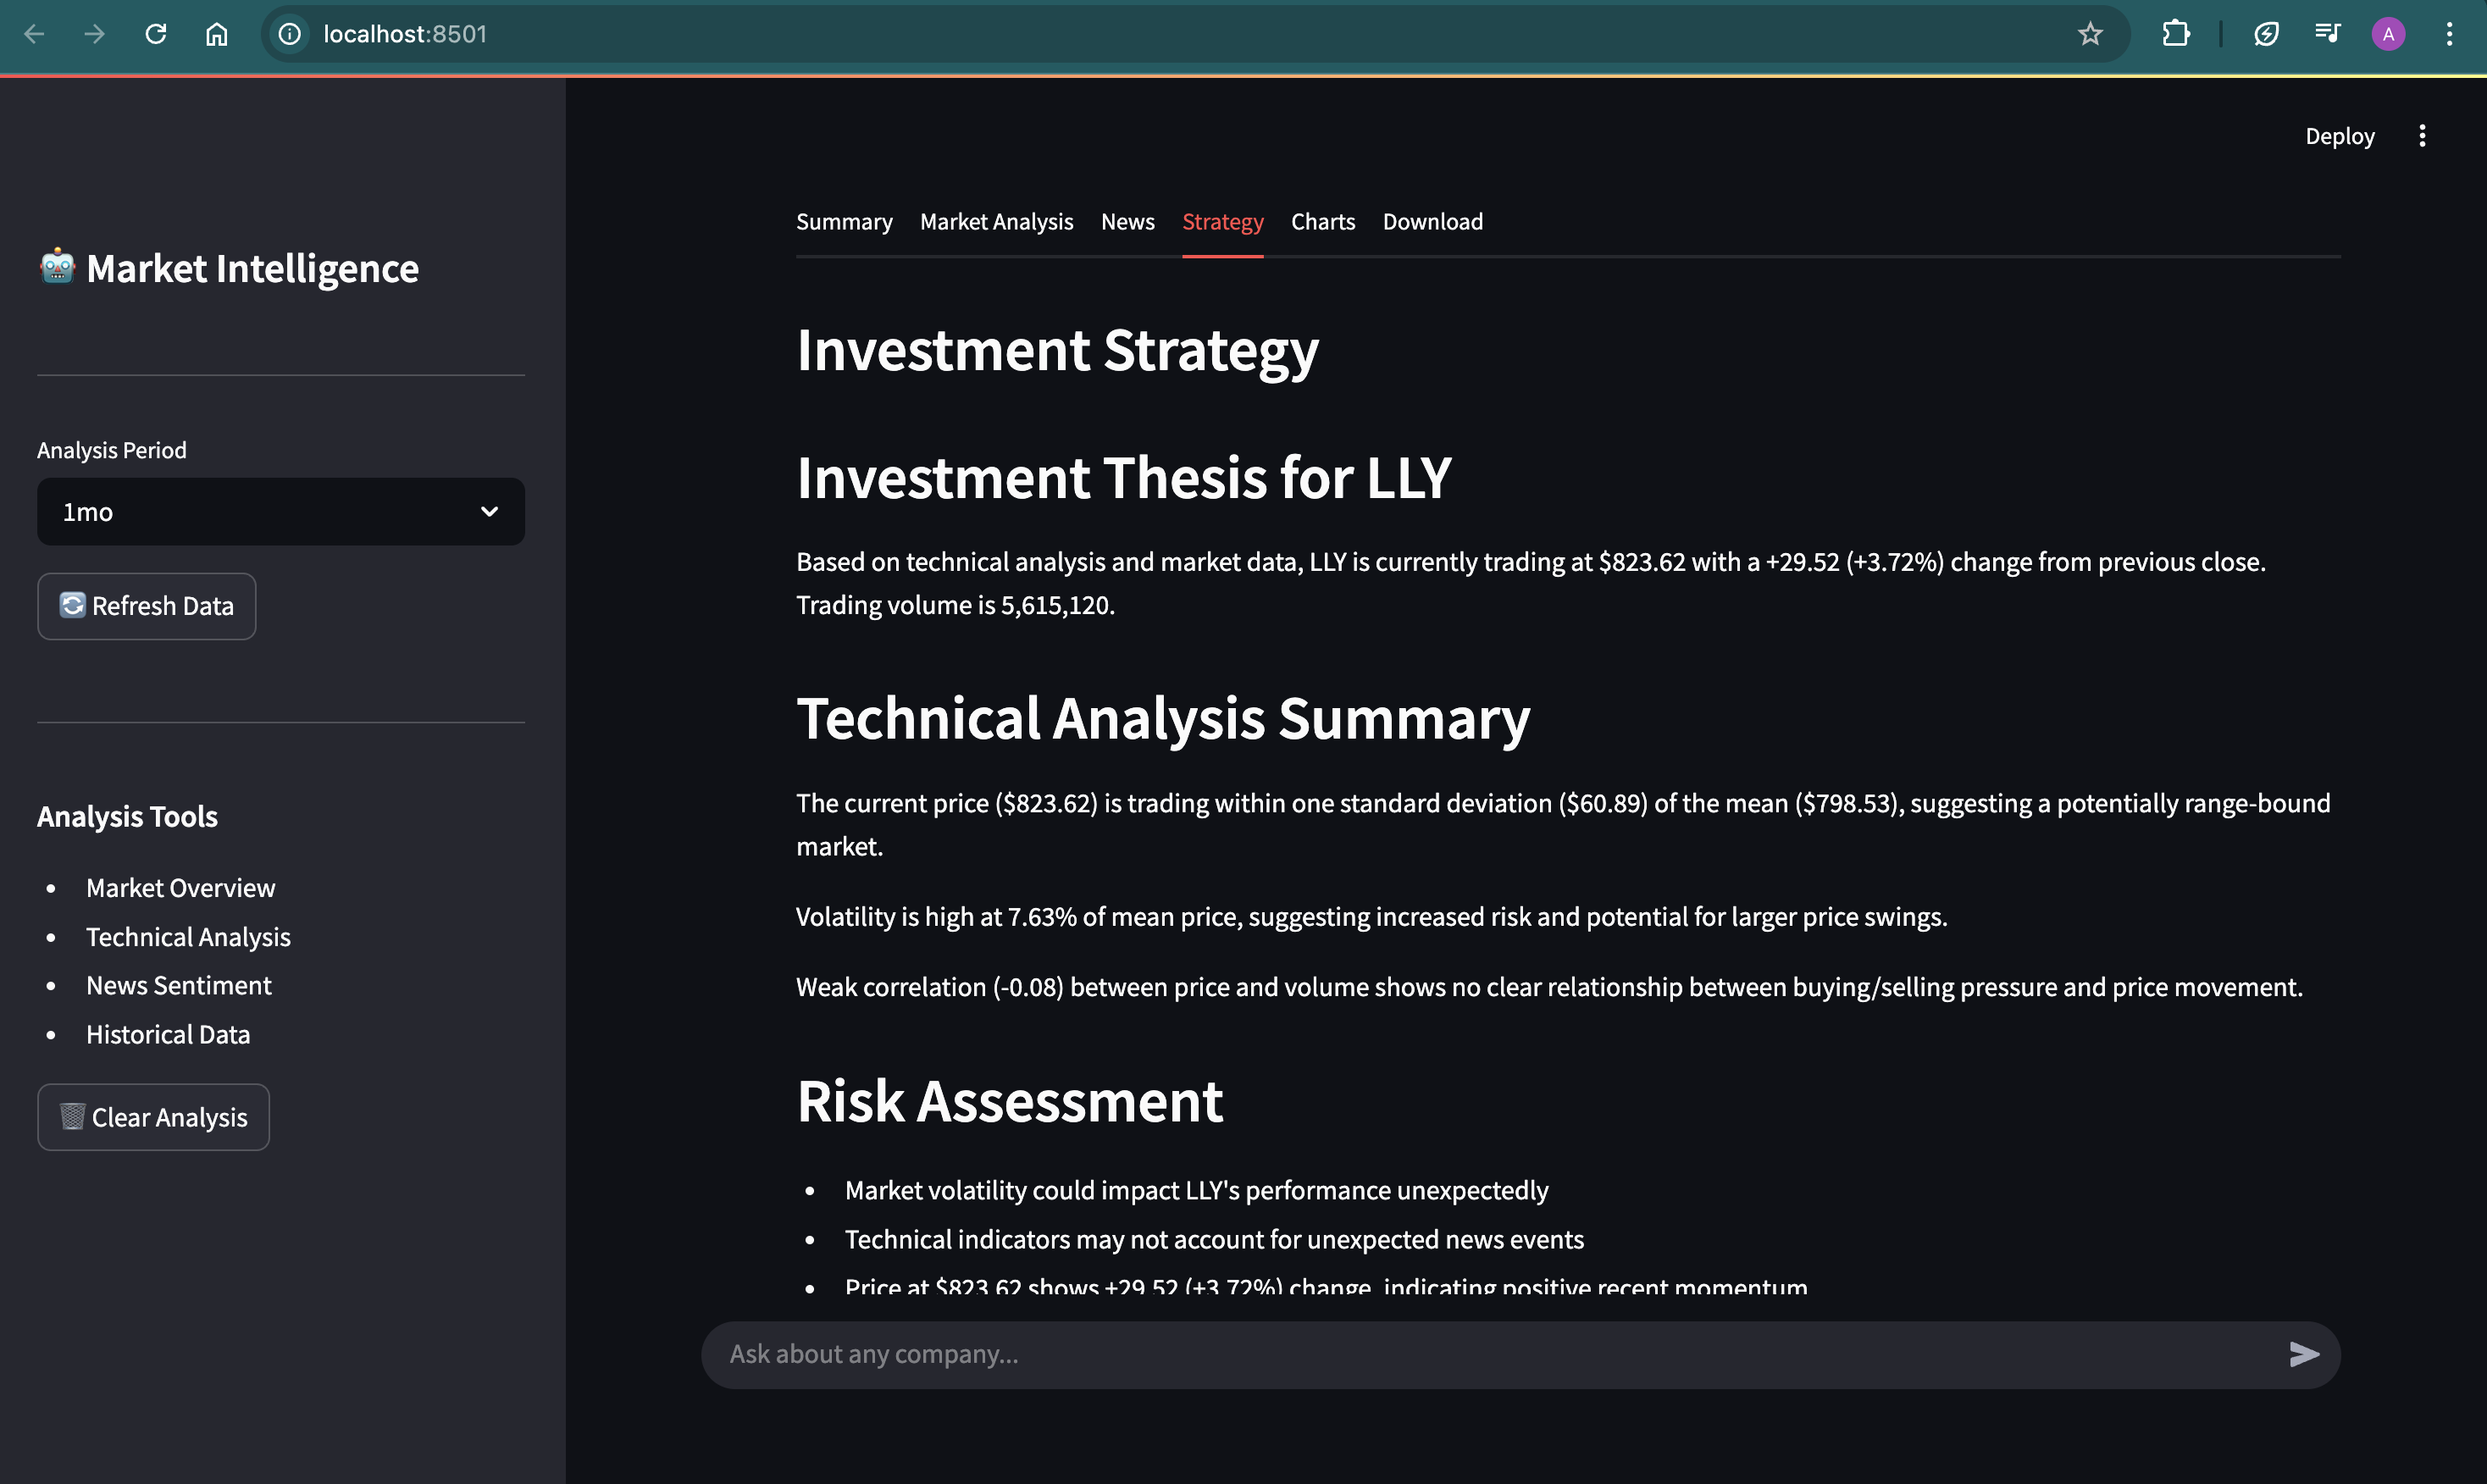 localhost:8501
A
Deploy
Market Intelligence
Analysis Period
1mo
Refresh Data
Analysis Tools
Market Overview
Technical Analysis
News Sentiment
Historical Data
Clear Analysis
Summary Market Analysis News Strategy Charts Download
Investment Strategy
Investment Thesis for LLY
Based on technical analysis and market data, LLY is currently trading at $823.62 with a +29.52 (+3.72%) change from previous close.
Trading volume is 5,615,120.
Technical Analysis Summary
The current price ($823.62) is trading within one standard deviation ($60.89) of the mean ($798.53), suggesting a potentially range-bound
market.
Volatility is high at 7.63% of mean price, suggesting increased risk and potential for larger price swings.
Weak correlation (-0.08) between price and volume shows no clear relationship between buying/selling pressure and price movement.
Risk Assessment
Market volatility could impact LLY's performance unexpectedly
Technical indicators may not account for unexpected news events
Price at $823.62 shows +29.52 (+3.72%) change, indicating positive recent momentum
Ask about any company...